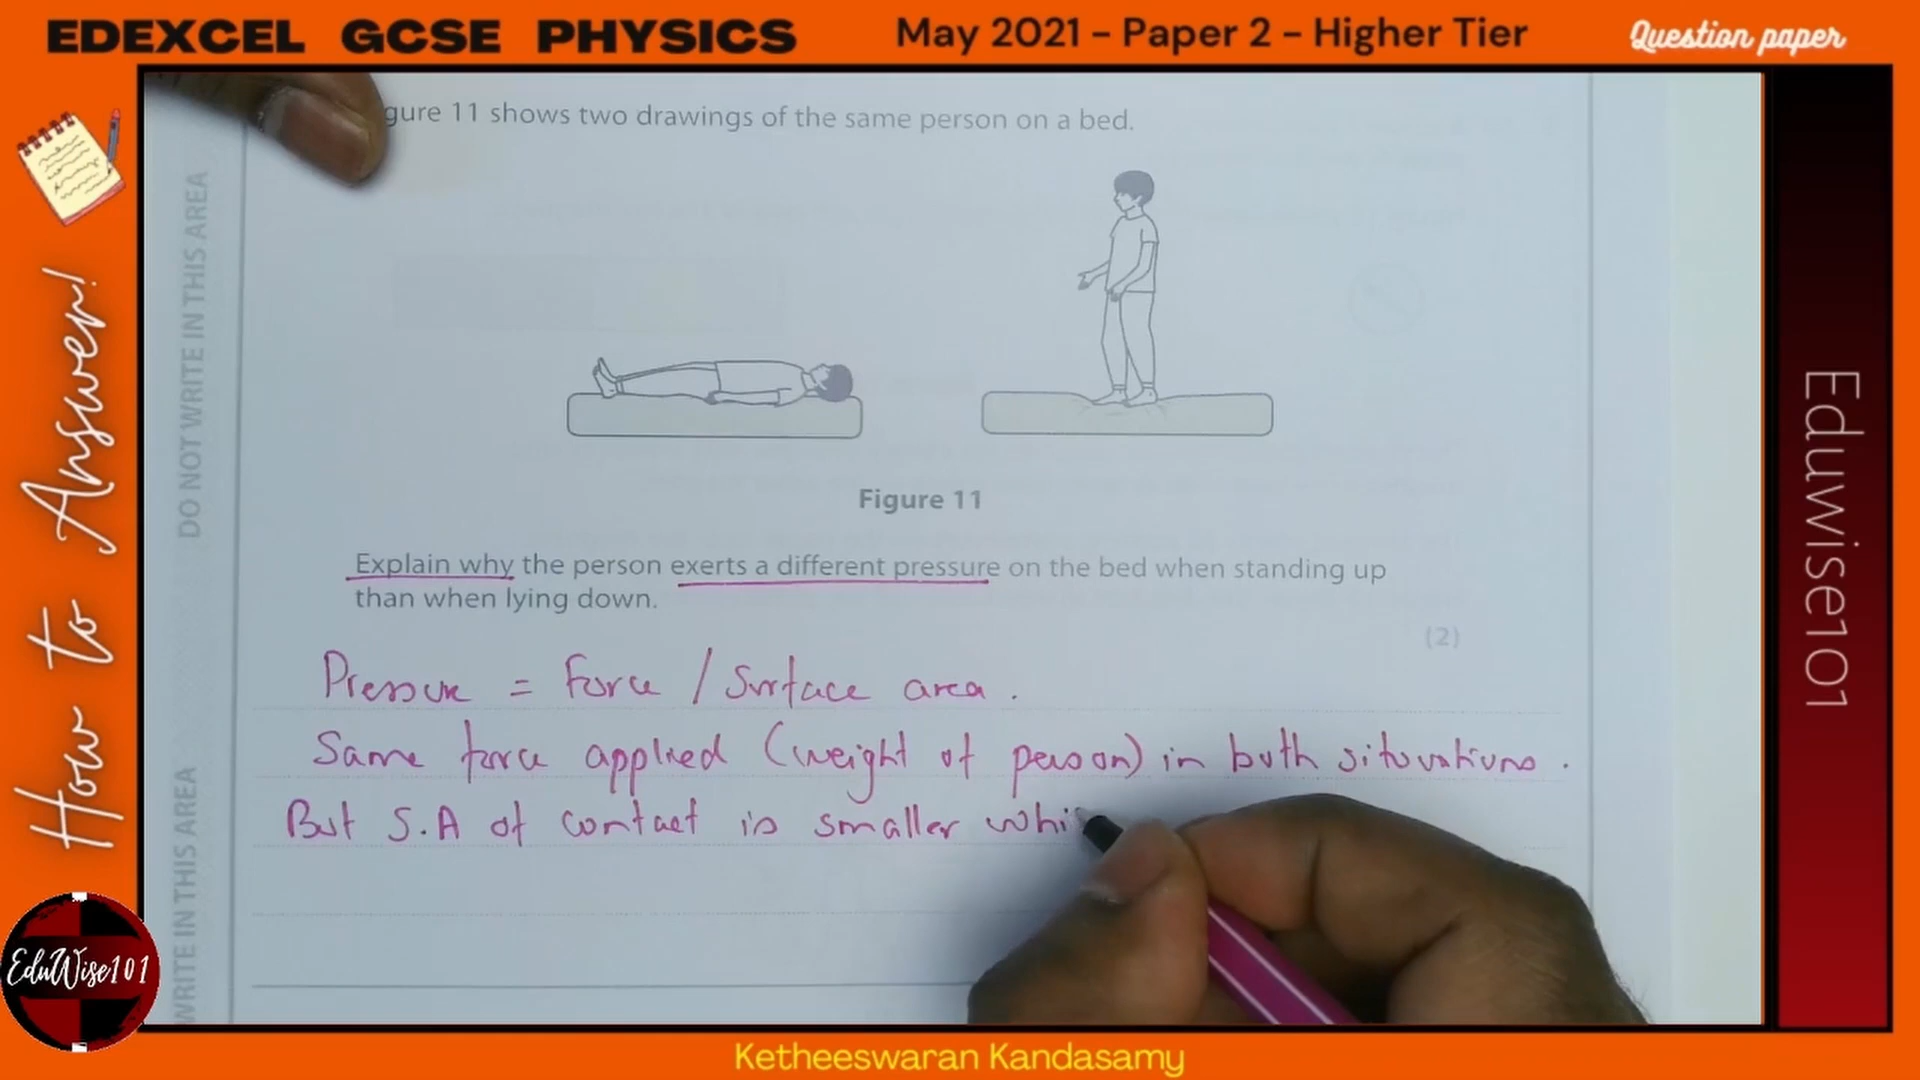 EDEXCEL GCSE PHYSICS
May 2021 - Paper 2 - Higher Tier
Question paper
How to Answer!
DO NOT WRITE IN THIS AREA
WRITE IN THIS AREA
gure 11 shows two drawings of the same person on a bed.
Figure 11
Explain why the person exerts a different pressure on the bed when standing up
than when lying down.
(2)
Pressure = Force / Surface area.
Same force applied (weight of person) in both situvations.
But S.A of contact is smaller whi
Eduwise101
EduWise101
Ketheeswaran Kandasamy